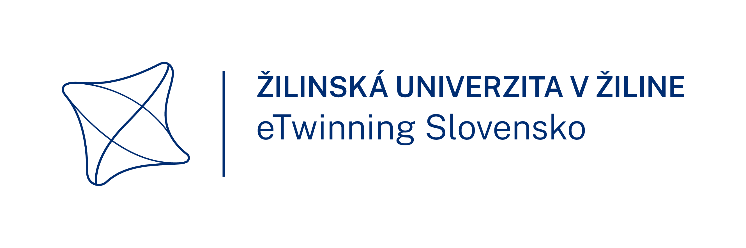 ŽILINSKÁ UNIVERZITA V ŽILINE
eTwinning Slovensko